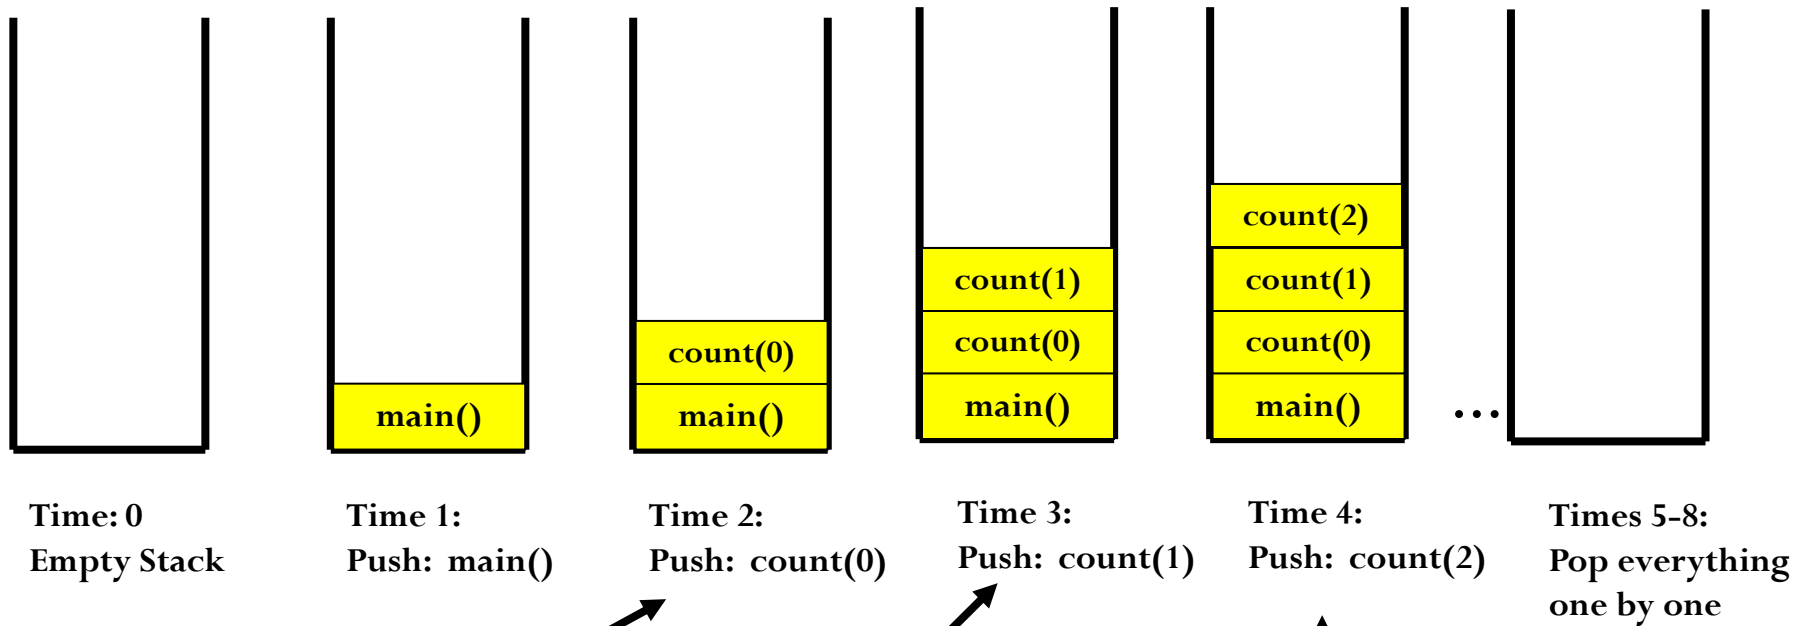 main()
count(0)
main()
count(1)
count(0)
main()
count(2)
count(1)
count(0)
main()
...
Time: 0
Empty Stack
Time 1:
Push: main()
Time 2:
Push: count(0)
Time 3:
Push: count(1)
Time 4:
Push: count(2)
Times 5-8:
Pop everything
one by one